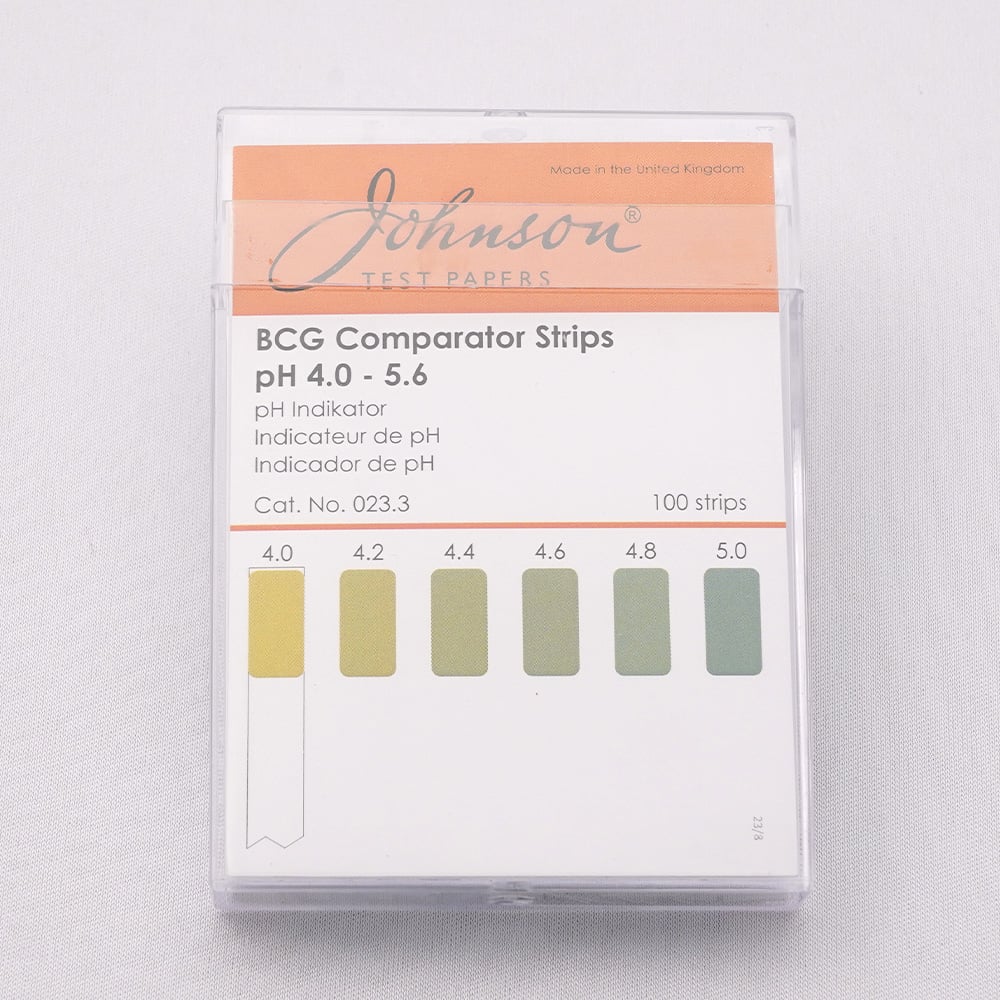 Made in the United Kingdom
Johnson®
TEST PAPERS
BCG Comparator Strips
pH 4.0 - 5.6
pH Indikator
Indicateur de pH
Indicador de pH
Cat. No. 023.3 100 strips
4.0 4.2 4.4 4.6 4.8 5.0
23/8